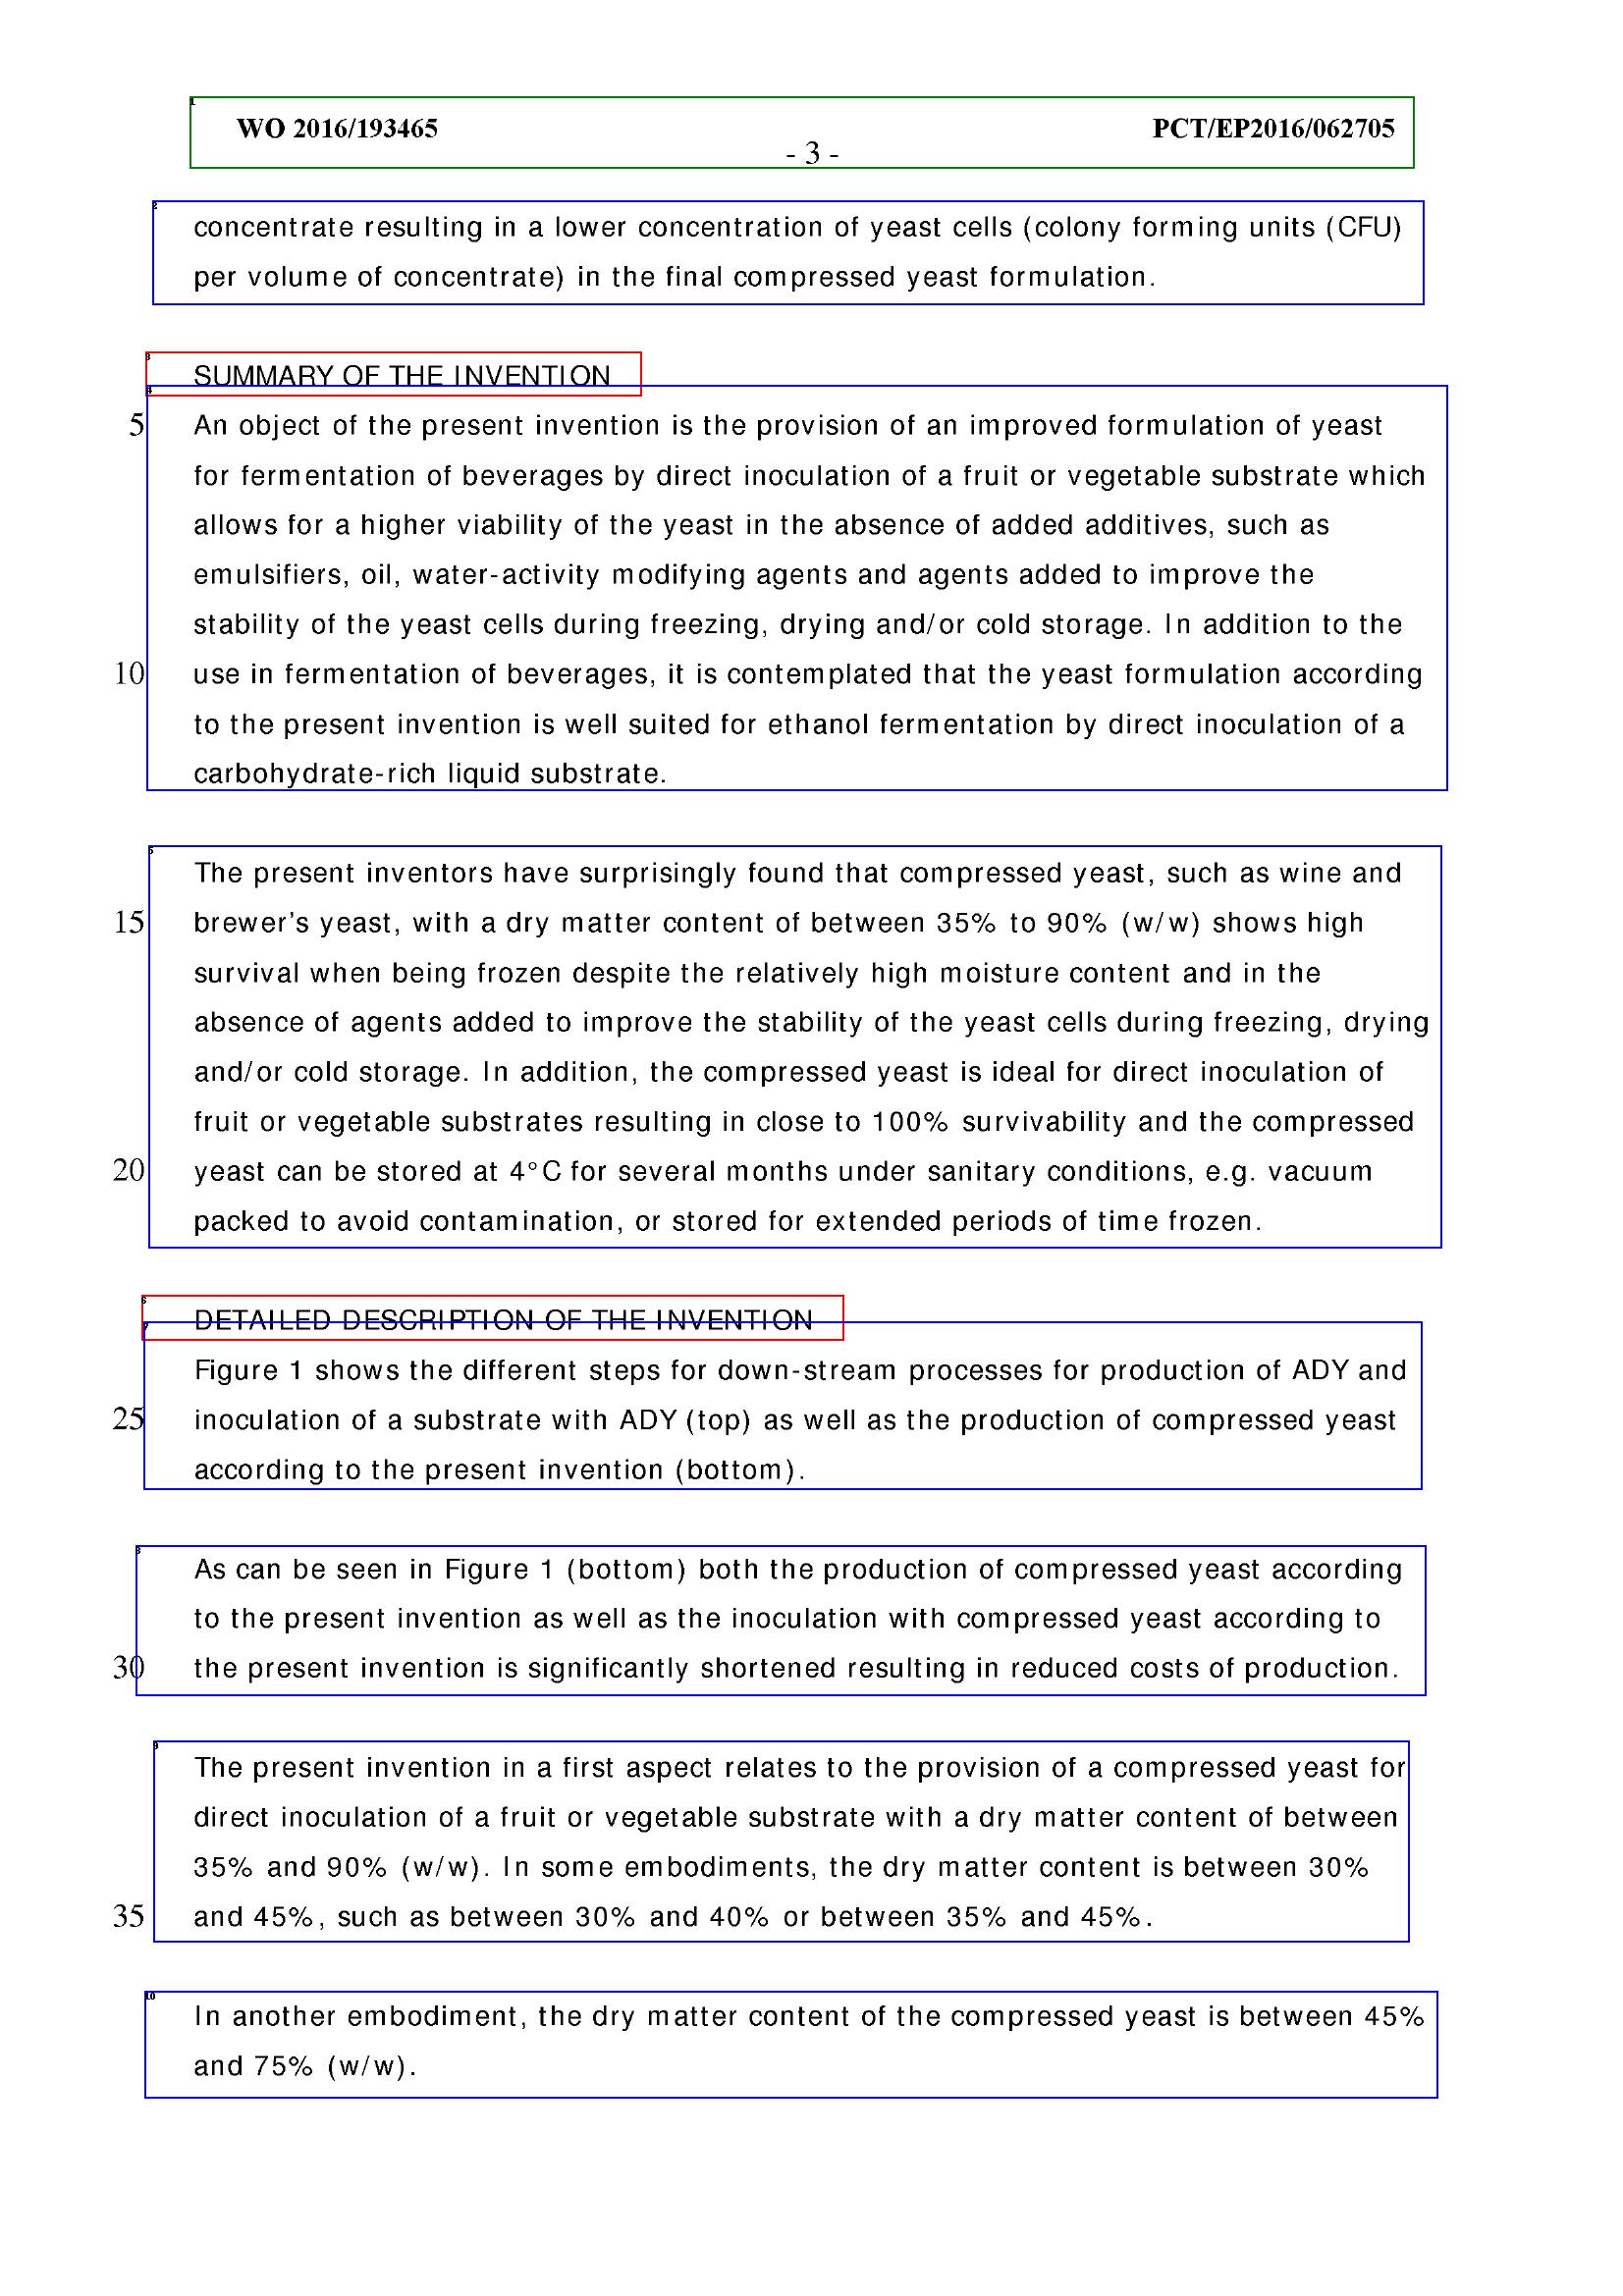 1
WO 2016/193465 PCT/EP2016/062705
- 3 -
2
concentrate resulting in a lower concentration of yeast cells (colony forming units (CFU)
per volume of concentrate) in the final compressed yeast formulation.
3
SUMMARY OF THE INVENTION
4
5 An object of the present invention is the provision of an improved formulation of yeast
for fermentation of beverages by direct inoculation of a fruit or vegetable substrate which
allows for a higher viability of the yeast in the absence of added additives, such as
emulsifiers, oil, water-activity modifying agents and agents added to improve the
stability of the yeast cells during freezing, drying and/or cold storage. In addition to the
10 use in fermentation of beverages, it is contemplated that the yeast formulation according
to the present invention is well suited for ethanol fermentation by direct inoculation of a
carbohydrate-rich liquid substrate.
5
The present inventors have surprisingly found that compressed yeast, such as wine and
15 brewer’s yeast, with a dry matter content of between 35% to 90% (w/w) shows high
survival when being frozen despite the relatively high moisture content and in the
absence of agents added to improve the stability of the yeast cells during freezing, drying
and/or cold storage. In addition, the compressed yeast is ideal for direct inoculation of
fruit or vegetable substrates resulting in close to 100% survivability and the compressed
20 yeast can be stored at 4°C for several months under sanitary conditions, e.g. vacuum
packed to avoid contamination, or stored for extended periods of time frozen.
6
DETAILED DESCRIPTION OF THE INVENTION
7
Figure 1 shows the different steps for down-stream processes for production of ADY and
25 inoculation of a substrate with ADY (top) as well as the production of compressed yeast
according to the present invention (bottom).
8
As can be seen in Figure 1 (bottom) both the production of compressed yeast according
to the present invention as well as the inoculation with compressed yeast according to
30 the present invention is significantly shortened resulting in reduced costs of production.
9
The present invention in a first aspect relates to the provision of a compressed yeast for
direct inoculation of a fruit or vegetable substrate with a dry matter content of between
35% and 90% (w/w). In some embodiments, the dry matter content is between 30%
35 and 45%, such as between 30% and 40% or between 35% and 45%.
10
In another embodiment, the dry matter content of the compressed yeast is between 45%
and 75% (w/w).